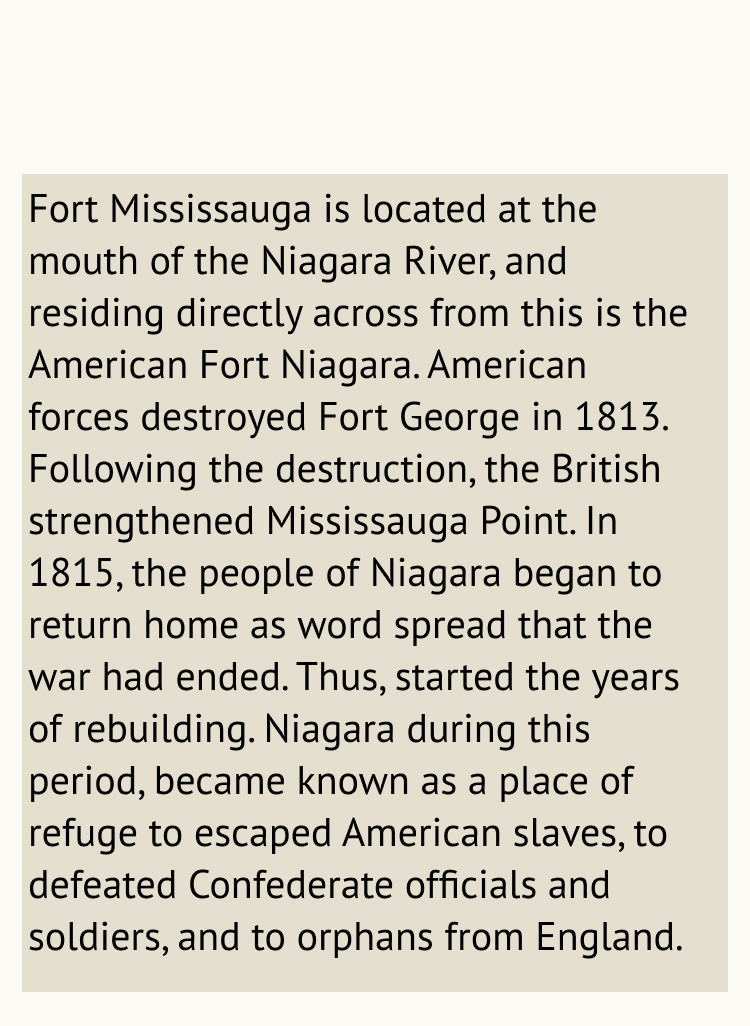 Fort Mississauga is located at the
mouth of the Niagara River, and
residing directly across from this is the
American Fort Niagara. American
forces destroyed Fort George in 1813.
Following the destruction, the British
strengthened Mississauga Point. In
1815, the people of Niagara began to
return home as word spread that the
war had ended. Thus, started the years
of rebuilding. Niagara during this
period, became known as a place of
refuge to escaped American slaves, to
defeated Confederate officials and
soldiers, and to orphans from England.